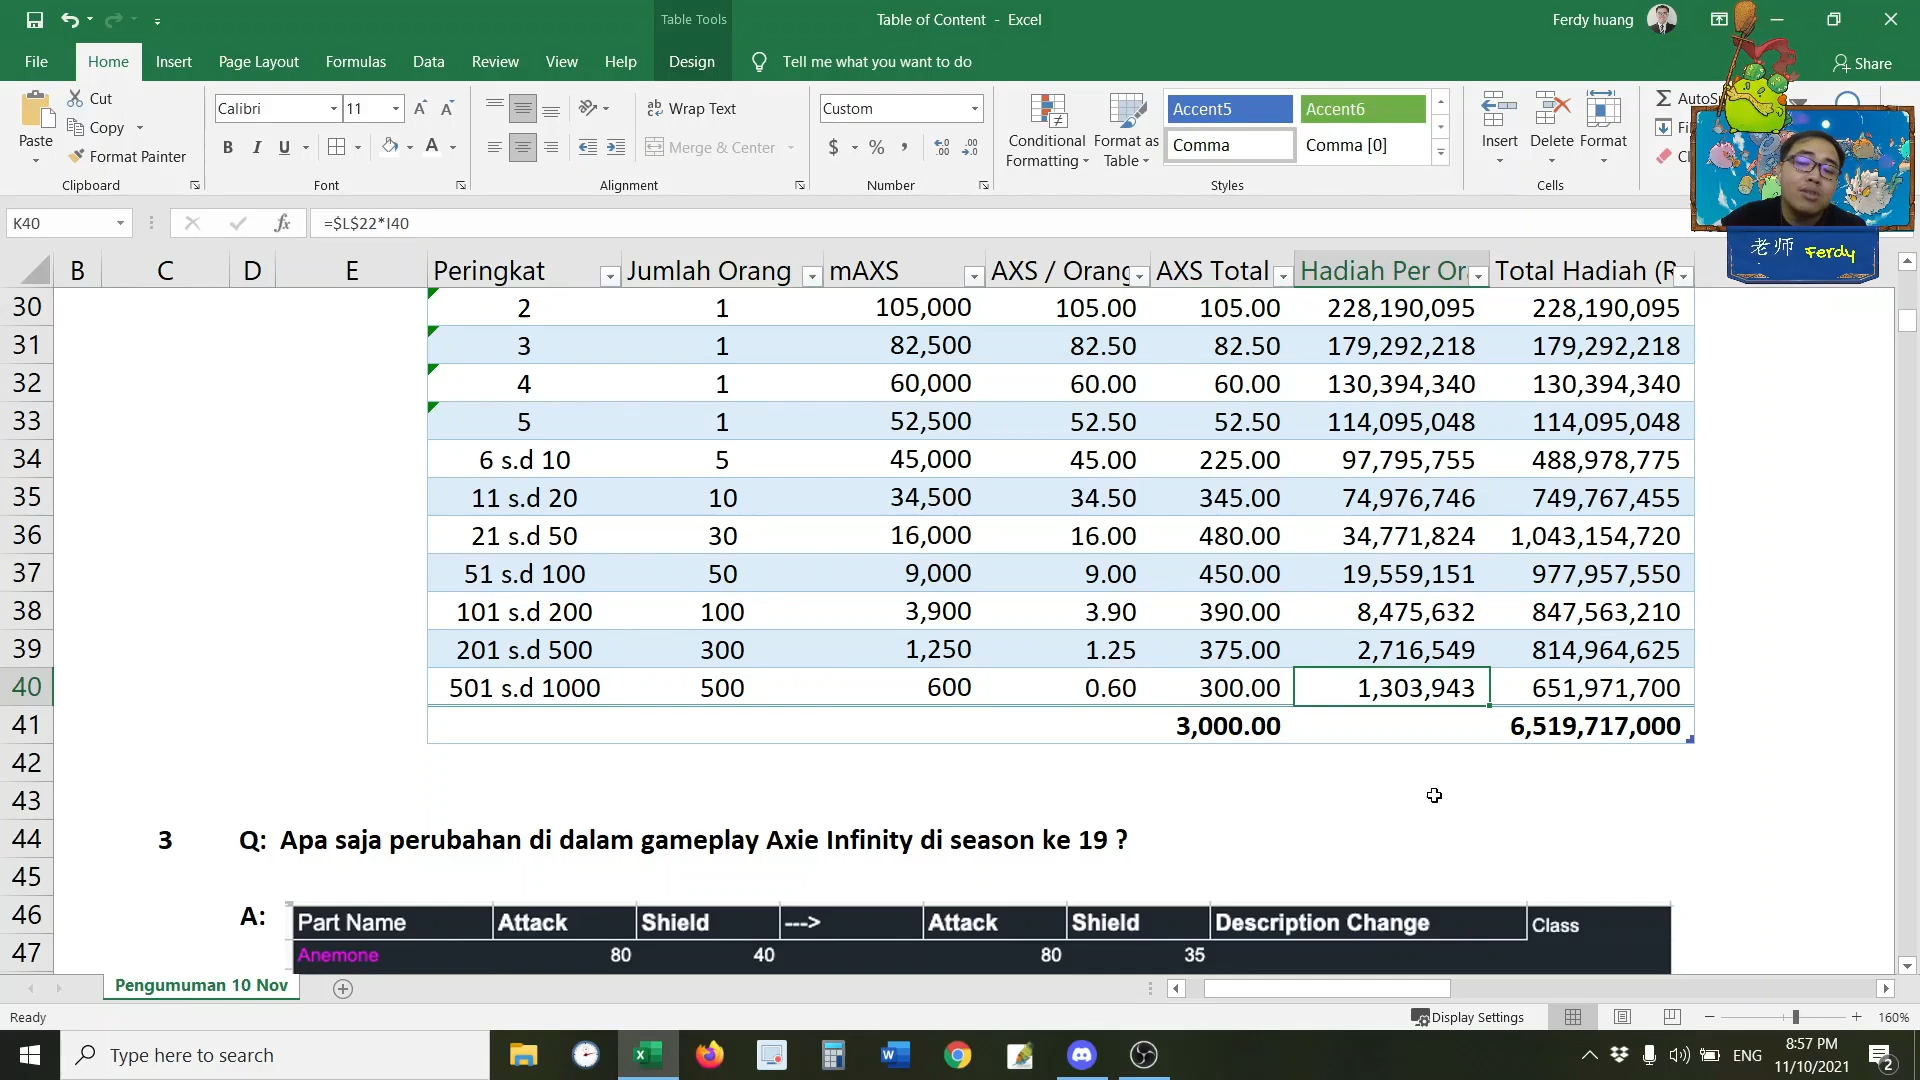 Table Tools
Table of Content - Excel
Ferdy huang
File Home Insert Page Layout Formulas Data Review View Help Design Tell me what you want to do Share
Paste
Cut
Copy
Format Painter
Clipboard
Calibri 11
B I U
Font
Wrap Text
Merge & Center
Alignment
Custom
$ % ,
Number
Conditional Formatting
Format as Table
Accent5 Accent6
Comma Comma [0]
Styles
Insert Delete Format
Cells
老师 Ferdy
K40 fx =$L$22*I40
B C D E Peringkat Jumlah Orang mAXS AXS / Orang AXS Total Hadiah Per Or Total Hadiah (R
30 2 1 105,000 105.00 105.00 228,190,095 228,190,095
31 3 1 82,500 82.50 82.50 179,292,218 179,292,218
32 4 1 60,000 60.00 60.00 130,394,340 130,394,340
33 5 1 52,500 52.50 52.50 114,095,048 114,095,048
34 6 s.d 10 5 45,000 45.00 225.00 97,795,755 488,978,775
35 11 s.d 20 10 34,500 34.50 345.00 74,976,746 749,767,455
36 21 s.d 50 30 16,000 16.00 480.00 34,771,824 1,043,154,720
37 51 s.d 100 50 9,000 9.00 450.00 19,559,151 977,957,550
38 101 s.d 200 100 3,900 3.90 390.00 8,475,632 847,563,210
39 201 s.d 500 300 1,250 1.25 375.00 2,716,549 814,964,625
40 501 s.d 1000 500 600 0.60 300.00 1,303,943 651,971,700
41 3,000.00 6,519,717,000
42
43
44 3 Q: Apa saja perubahan di dalam gameplay Axie Infinity di season ke 19 ?
45
46 A: Part Name Attack Shield ---> Attack Shield Description Change Class
47 Anemone 80 40 80 35
Pengumuman 10 Nov
Ready Display Settings 160%
Type here to search
ENG
8:57 PM
11/10/2021
2